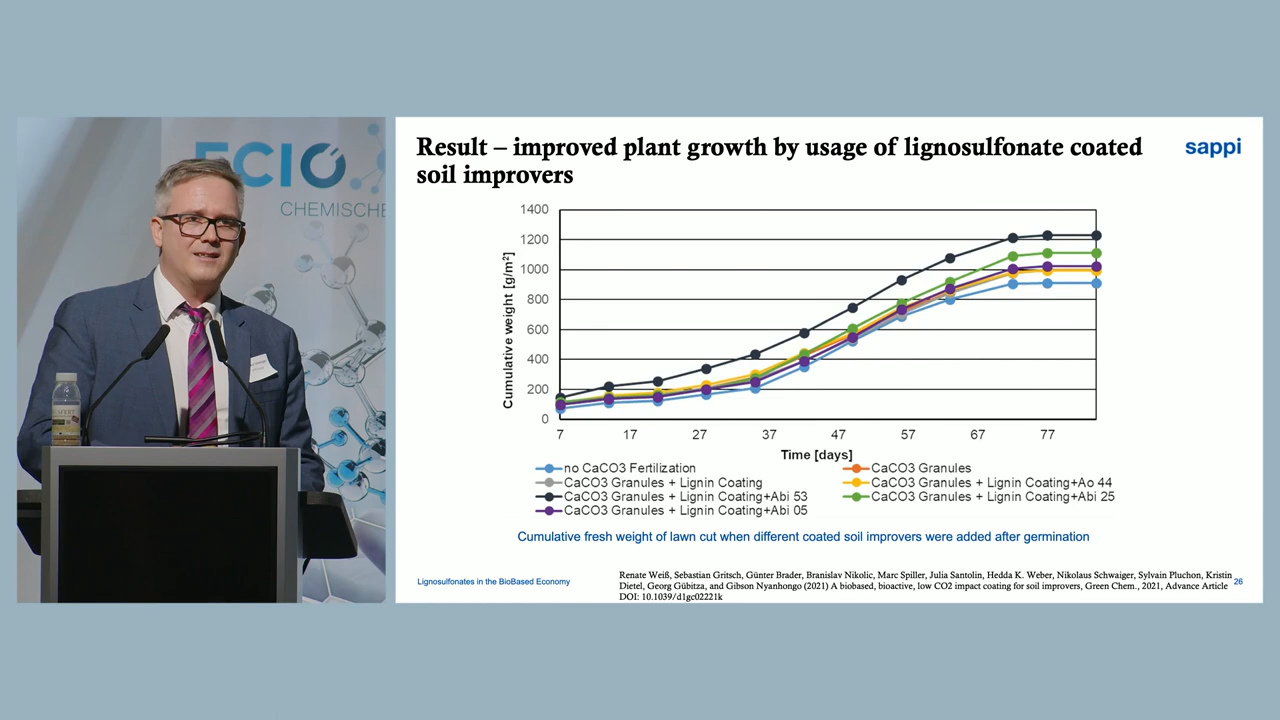 FCIO
CHEMISCHE
Result – improved plant growth by usage of lignosulfonate coated
soil improvers
sappi
Cumulative weight [g/m²]
1400
1200
1000
800
600
400
200
0
7 17 27 37 47 57 67 77
Time [days]
no CaCO3 Fertilization
CaCO3 Granules
CaCO3 Granules + Lignin Coating
CaCO3 Granules + Lignin Coating+Ao 44
CaCO3 Granules + Lignin Coating+Abi 53
CaCO3 Granules + Lignin Coating+Abi 25
CaCO3 Granules + Lignin Coating+Abi 05
Cumulative fresh weight of lawn cut when different coated soil improvers were added after germination
Lignosulfonates in the BioBased Economy
Renate Weiß, Sebastian Gritsch, Günter Brader, Branislav Nikolic, Marc Spiller, Julia Santolin, Hedda K. Weber, Nikolaus Schwaiger, Sylvain Pluchon, Kristin
Dietel, Georg Gübitz, and Gibson Nyanhongo (2021) A biobased, bioactive, low CO2 impact coating for soil improvers, Green Chem., 2021, Advance Article
DOI: 10.1039/d1gc02221k
26